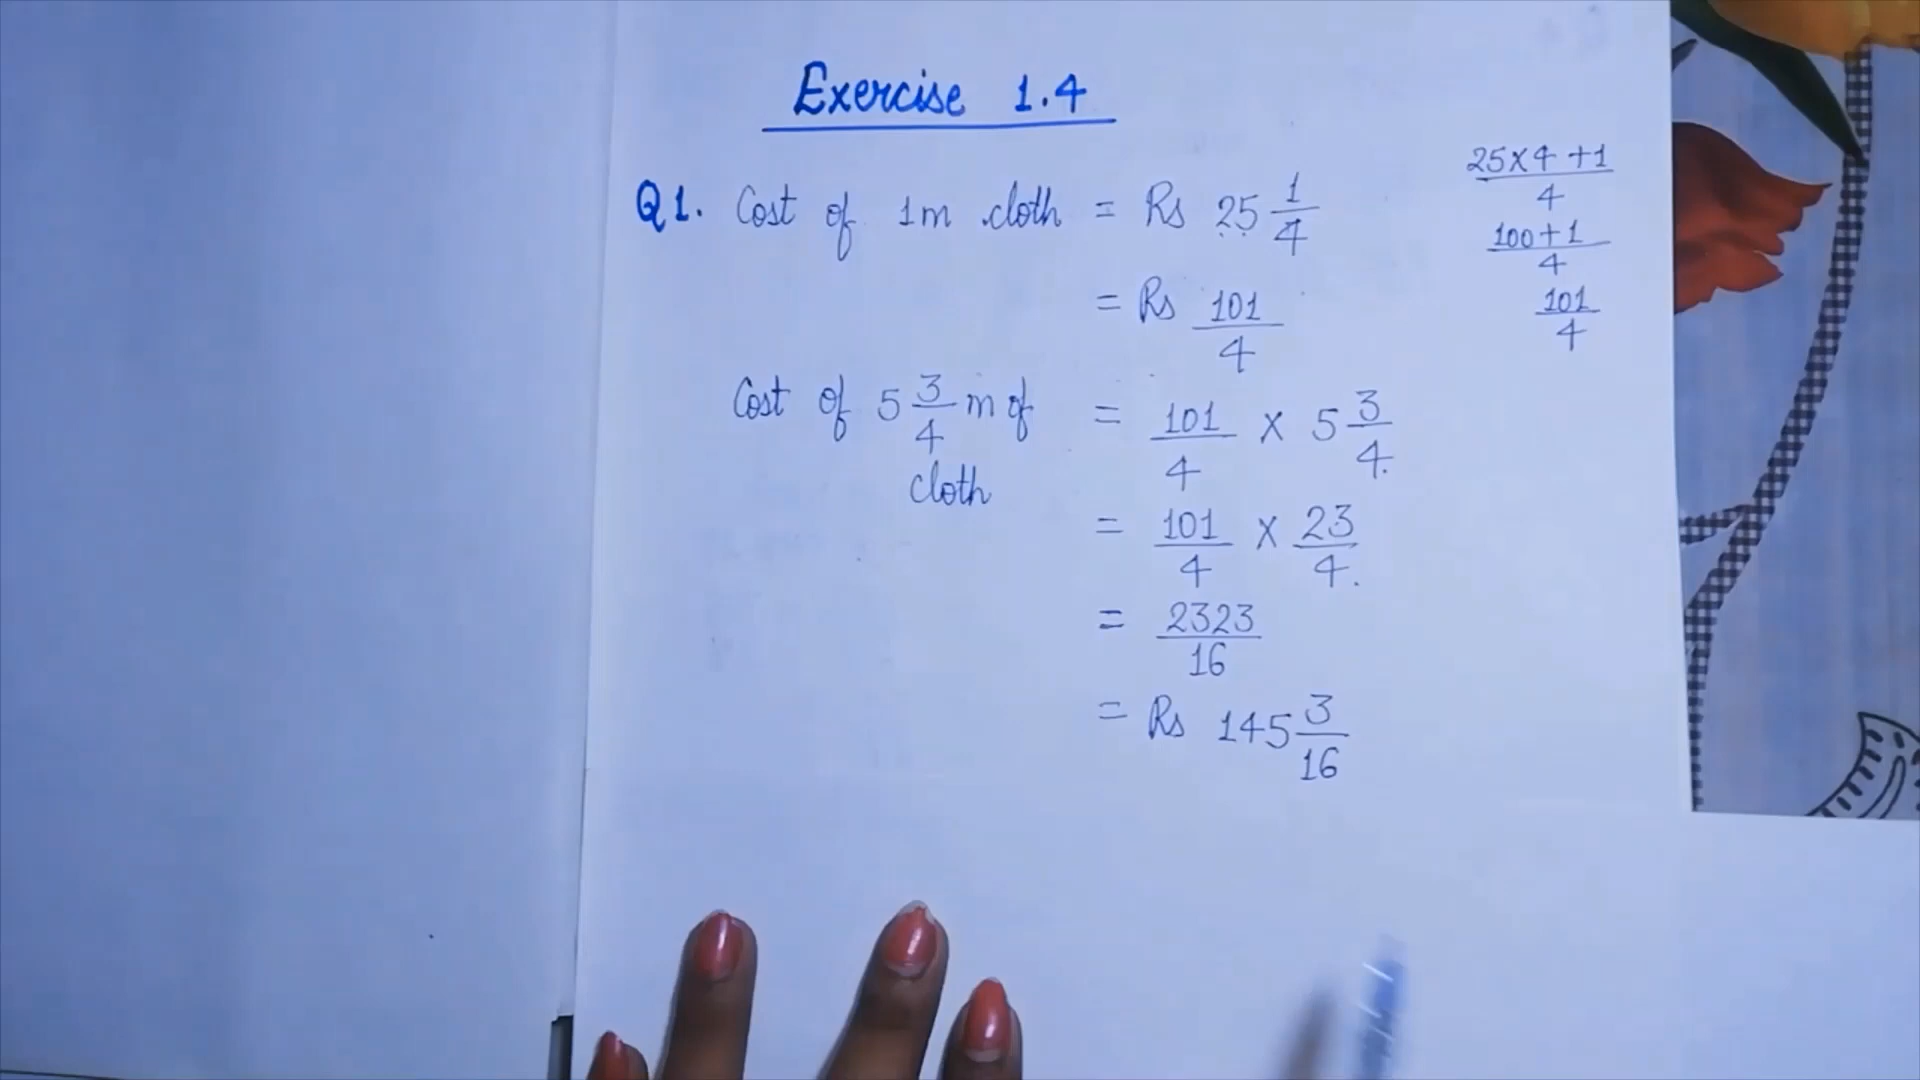 Exercise 1.4
Q1. Cost of 1m cloth = Rs 25 1/4
= Rs 101/4
Cost of 5 3/4 m of cloth = 101/4 x 5 3/4.
= 101/4 x 23/4.
= 2323/16
= Rs 145 3/16
25x4+1/4
100+1/4
101/4